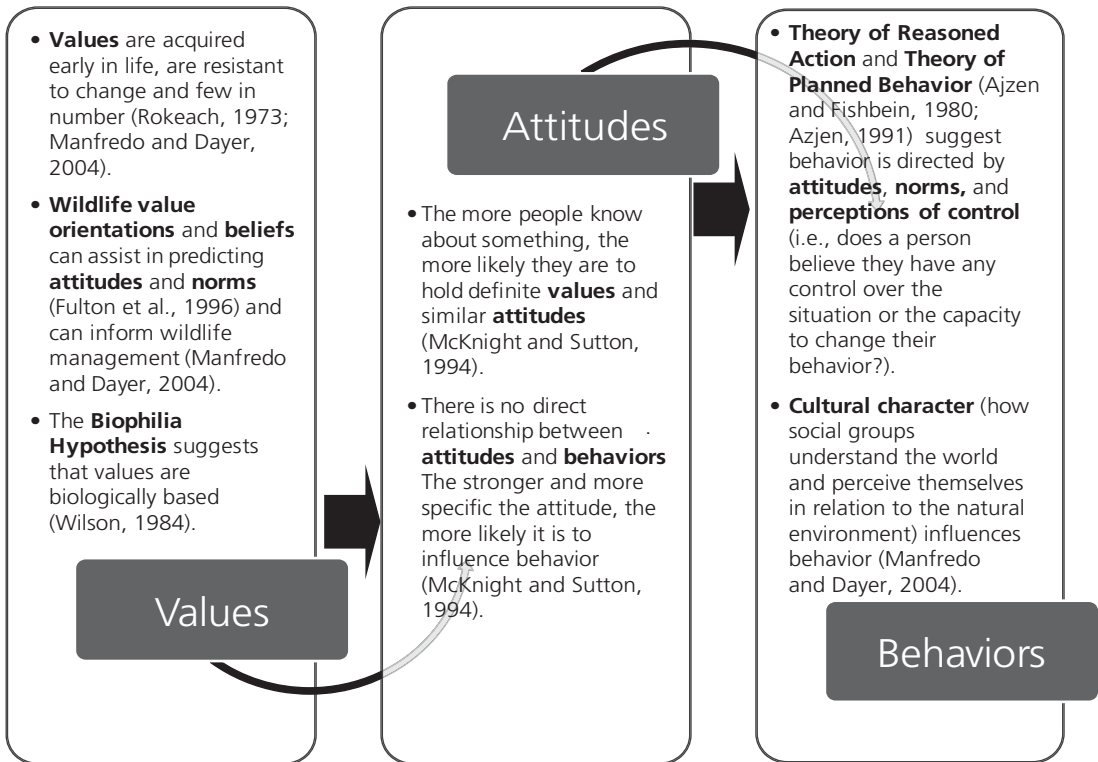 • Values are acquired
early in life, are resistant
to change and few in
number (Rokeach, 1973;
Manfredo and Dayer,
2004).
• Wildlife value
orientations and beliefs
can assist in predicting
attitudes and norms
(Fulton et al., 1996) and
can inform wildlife
management (Manfredo
and Dayer, 2004).
• The Biophilia
Hypothesis suggests
that values are
biologically based
(Wilson, 1984).
Values
Attitudes
• The more people know
about something, the
more likely they are to
hold definite values and
similar attitudes
(McKnight and Sutton,
1994).
• There is no direct
relationship between .
attitudes and behaviors
The stronger and more
specific the attitude, the
more likely it is to
influence behavior
(McKnight and Sutton,
1994).
• Theory of Reasoned
Action and Theory of
Planned Behavior (Ajzen
and Fishbein, 1980;
Azjen, 1991) suggest
behavior is directed by
attitudes, norms, and
perceptions of control
(i.e., does a person
believe they have any
control over the
situation or the capacity
to change their
behavior?).
• Cultural character (how
social groups
understand the world
and perceive themselves
in relation to the natural
environment) influences
behavior (Manfredo
and Dayer, 2004).
Behaviors